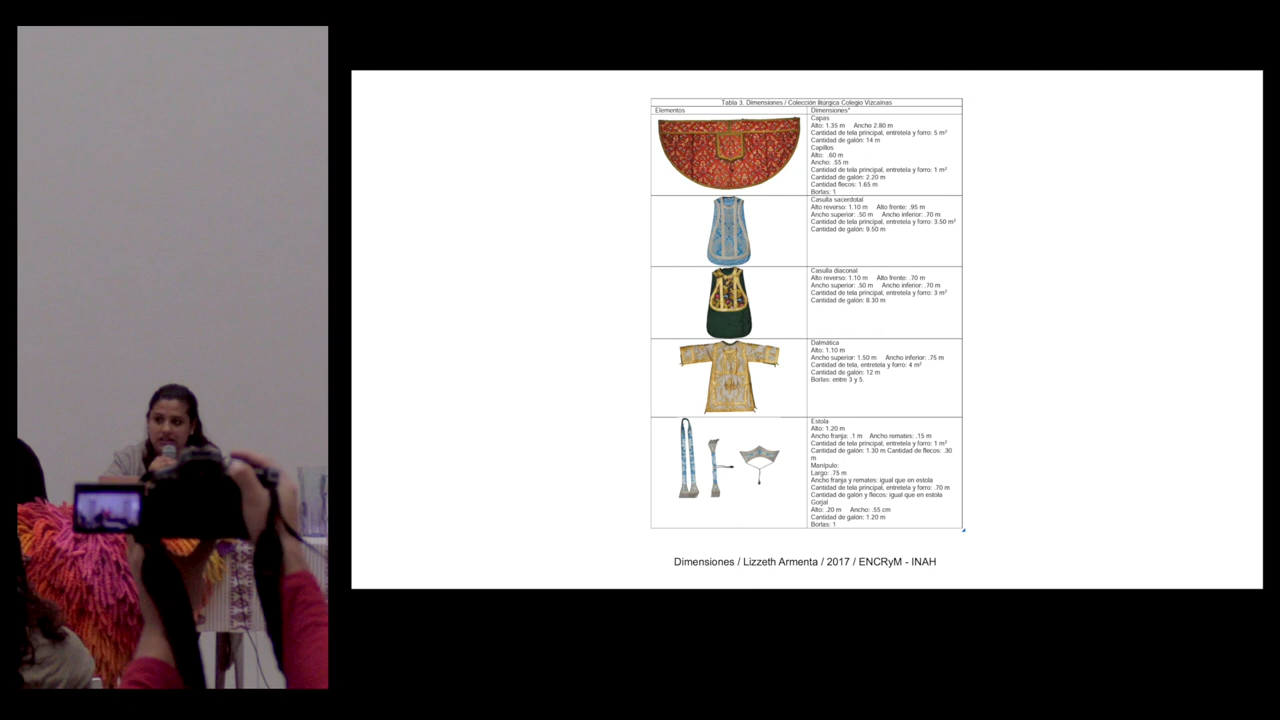 Tabla 3. Dimensiones / Colección litúrgica Colegio Vizcaínas
Elementos
Dimensiones*
Capas
Alto: 1.35 m Ancho 2.80 m
Cantidad de tela principal, entretela y forro: 5 m²
Cantidad de galón: 14 m
Capillos
Alto: .60 m
Ancho: .55 m
Cantidad de tela principal, entretela y forro: 1 m²
Cantidad de galón: 2.20 m
Cantidad flecos: 1.65 m
Borlas: 1
Casulla sacerdotal
Alto reverso: 1.10 m Alto frente: .95 m
Ancho superior: .50 m Ancho inferior: .70 m
Cantidad de tela principal, entretela y forro: 3.50 m²
Cantidad de galón: 9.50 m
Casulla diaconal
Alto reverso: 1.10 m Alto frente: .70 m
Ancho superior: .50 m Ancho inferior: .70 m
Cantidad de tela principal, entretela y forro: 3 m²
Cantidad de galón: 8.30 m
Dalmática
Alto: 1.10 m
Ancho superior: 1.50 m Ancho inferior: .75 m
Cantidad de tela, entretela y forro: 4 m²
Cantidad de galón: 12 m
Borlas: entre 3 y 5.
Estola
Alto: 1.20 m
Ancho franja: .1 m Ancho remates: .15 m
Cantidad de tela principal, entretela y forro: 1 m²
Cantidad de galón: 1.30 m Cantidad de flecos: .30
m
Manípulo:
Largo: .75 m
Ancho franja y remates: igual que en estola
Cantidad de tela principal, entretela y forro: .70 m
Cantidad de galón y flecos: igual que en estola
Gorjal
Alto: .20 m Ancho: .55 cm
Cantidad de galón: 1.20 m
Borlas: 1
Dimensiones / Lizzeth Armenta / 2017 / ENCRyM - INAH